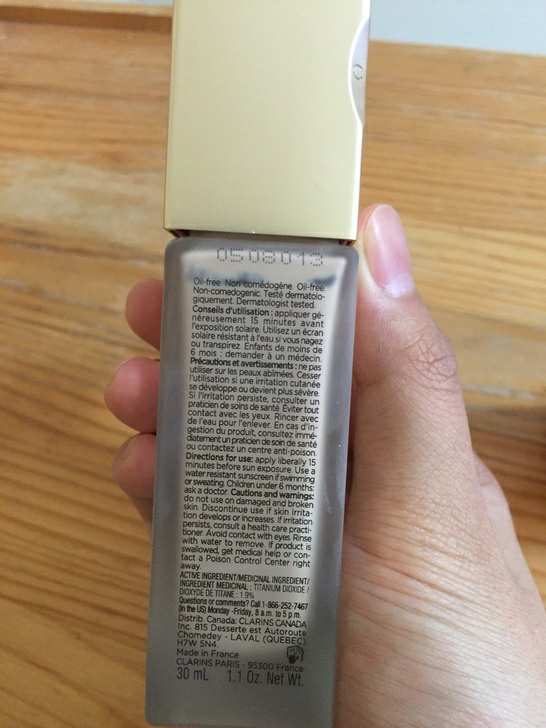 0508013
Oil-free. Non comédogène Oil-free.
Non-comedogenic. Testé dermatolo-
giquement. Dermatologist tested.
Conseils d'utilisation : appliquer gé-
néreusement 15 minutes avant
l'exposition solaire. Utilisez un écran
solaire résistant à l'eau si vous nagez
ou transpirez. Enfants de moins de
6 mois : demander à un médecin.
Précautions et avertissements : ne pas
utiliser sur les peaux abîmées. Cesser
l'utilisation si une irritation cutanée
se développe ou devient plus sévère.
Si l'irritation persiste, consulter un
praticien de soins de santé. Éviter tout
contact avec les yeux. Rincer avec
de l'eau pour l'enlever. En cas d'in-
gestion du produit, consultez immé-
diatement un praticien de soin de santé
ou contactez un centre anti-poison.
Directions for use: apply liberally 15
minutes before sun exposure. Use a
water resistant sunscreen if swimming
or sweating. Children under 6 months:
ask a doctor. Cautions and warnings:
do not use on damaged and broken
skin. Discontinue use if skin irrita-
tion develops or increases. If irritation
persists, consult a health care practi-
tioner. Avoid contact with eyes. Rinse
with water to remove. If product is
swallowed, get medical help or con-
tact a Poison Control Center right
away.
ACTIVE INGREDIENT/MEDICINAL INGREDIENT/
INGREDIENT MEDICINAL : TITANIUM DIOXIDE /
DIOXYDE DE TITANE : 1.9%
Questions or comments? Call 1-866-252-7467
(in the US) Monday -Friday, 8 a.m. to 5 p.m.
Distrib. Canada: CLARINS CANADA
Inc. 815 Desserte est Autoroute
Chomedey - LAVAL (QUEBEC)
H7W 5N4.
Made in France
CLARINS PARIS - 95300 France
30 mL 1.1 Oz. Net Wt.